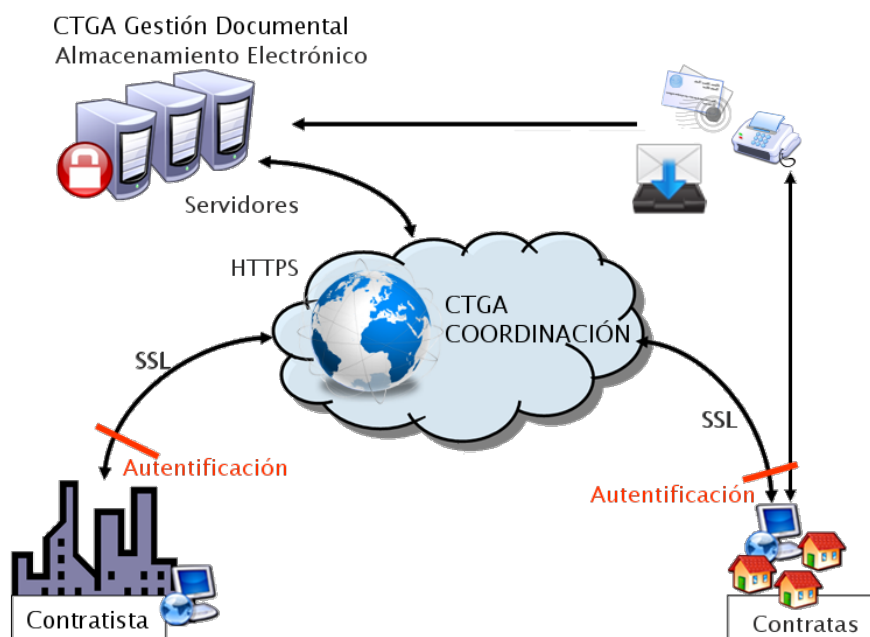 CTGA Gestión Documental
Almacenamiento Electrónico
Servidores
HTTPS
CTGA
COORDINACIÓN
SSL
SSL
Autentificación
Autentificación
Contratista
Contratas